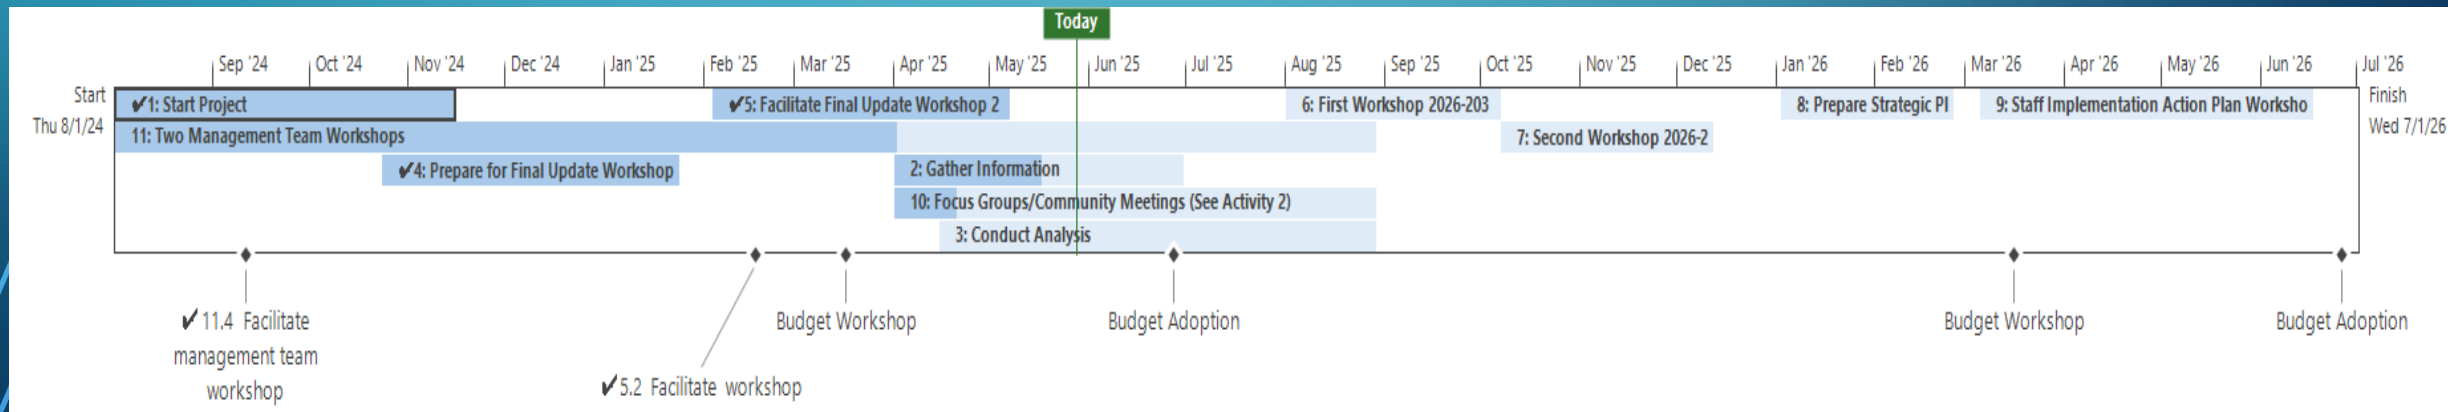 Today
Sep '24
Oct '24
Nov '24
Dec '24
Jan '25
Feb '25
Mar '25
Apr '25
May '25
Jun '25
Jul '25
Aug '25
Sep '25
Oct '25
Nov '25
Dec '25
Jan '26
Feb '26
Mar '26
Apr '26
May '26
Jun '26
Jul '26
Start
Thu 8/1/24
✔1: Start Project
✔5: Facilitate Final Update Workshop 2
6: First Workshop 2026-203
8: Prepare Strategic Pl
9: Staff Implementation Action Plan Worksho
Finish
Wed 7/1/26
11: Two Management Team Workshops
7: Second Workshop 2026-2
✔4: Prepare for Final Update Workshop
2: Gather Information
10: Focus Groups/Community Meetings (See Activity 2)
3: Conduct Analysis
✔ 11.4 Facilitate
management team
workshop
✔ 5.2 Facilitate workshop
Budget Workshop
Budget Adoption
Budget Workshop
Budget Adoption